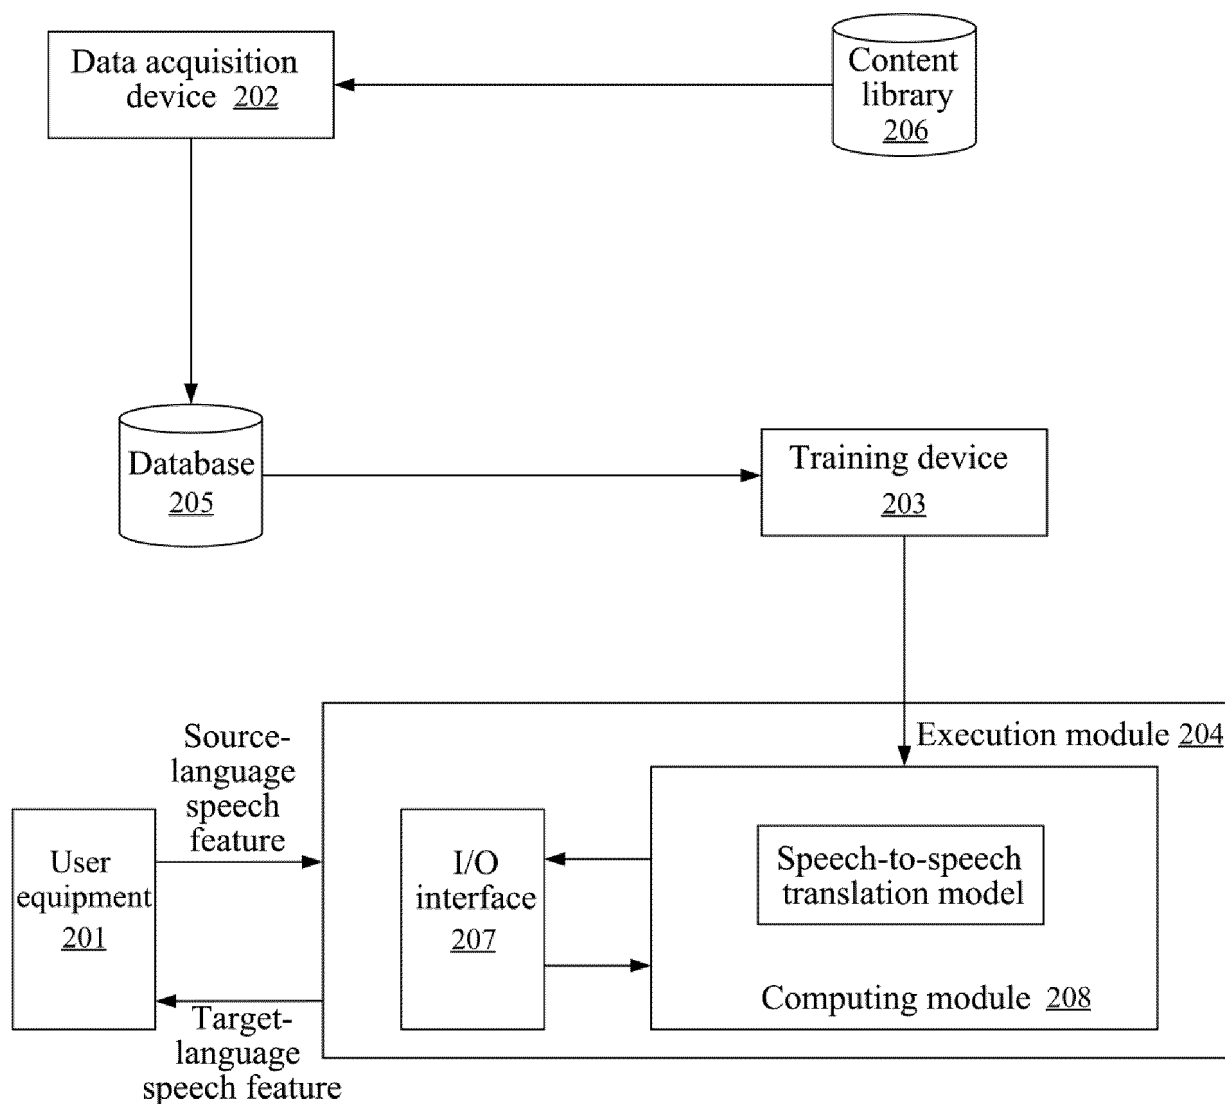 Data acquisition
device 202
Content
library
206
Database
205
Training device
203
Execution module 204
Source-
language
speech
feature
User
equipment
201
I/O
interface
207
Speech-to-speech
translation model
Computing module 208
Target-
language
speech feature